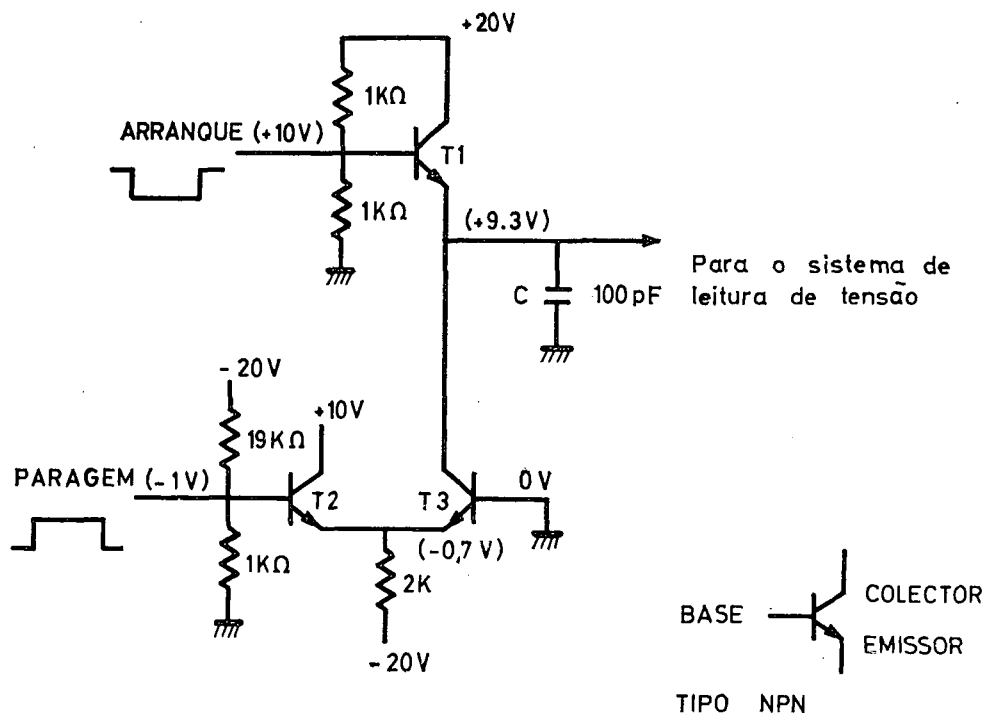 +20V
1KΩ
ARRANQUE (+10V)
T1
1KΩ
(+9.3V)
Para o sistema de
C 100pF leitura de tensão
-20V
+10V
19KΩ
PARAGEM (-1V)
T2
T3
0V
(-0,7V)
1KΩ
2K
-20V
BASE
COLECTOR
EMISSOR
TIPO NPN